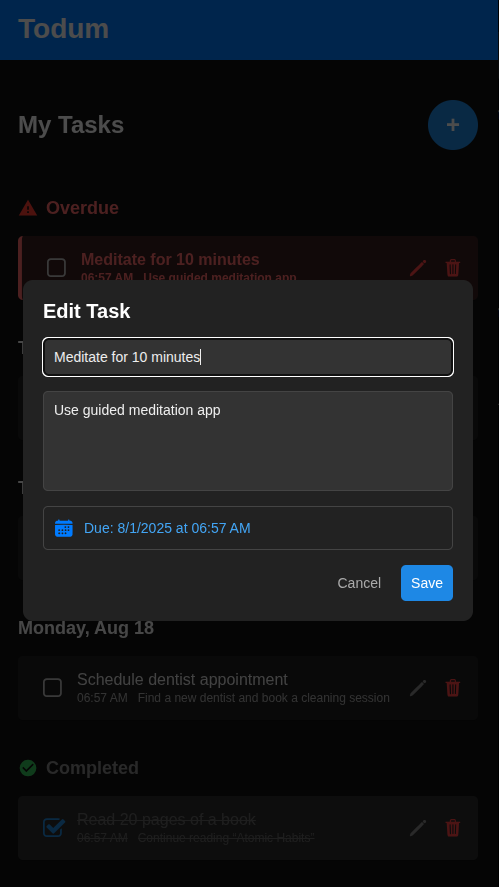 Todum
My Tasks
+
Overdue
Meditate for 10 minutes
06:57 AM Use guided meditation app
Edit Task
Meditate for 10 minutes
Use guided meditation app
Due: 8/1/2025 at 06:57 AM
Cancel Save
Monday, Aug 18
Schedule dentist appointment
06:57 AM Find a new dentist and book a cleaning session
Completed
Read 20 pages of a book
06:57 AM Continue reading "Atomic Habits"